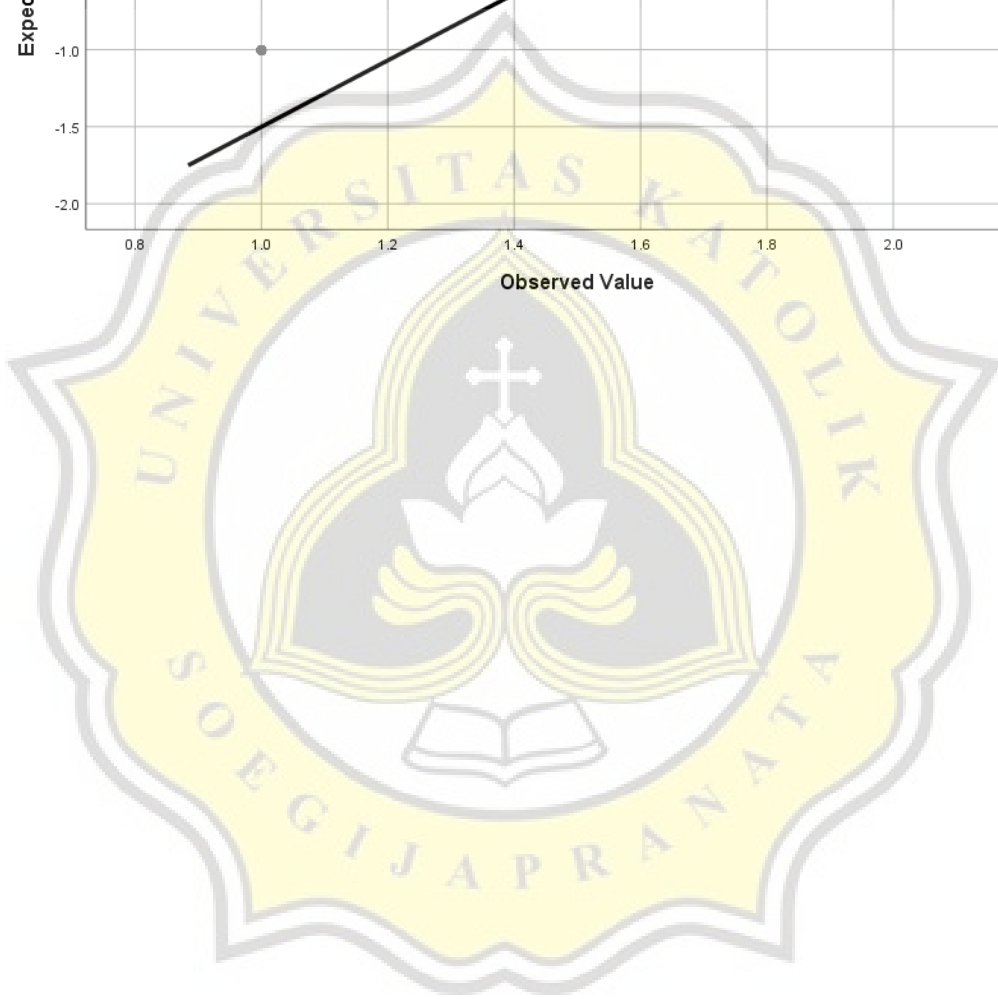 Exped
-1.0
-1.5
-2.0
0.8 1.0 1.2 1.4 1.6 1.8 2.0
Observed Value
UNIVERSITAS KATOLIK
SOEGIJAPRANATA